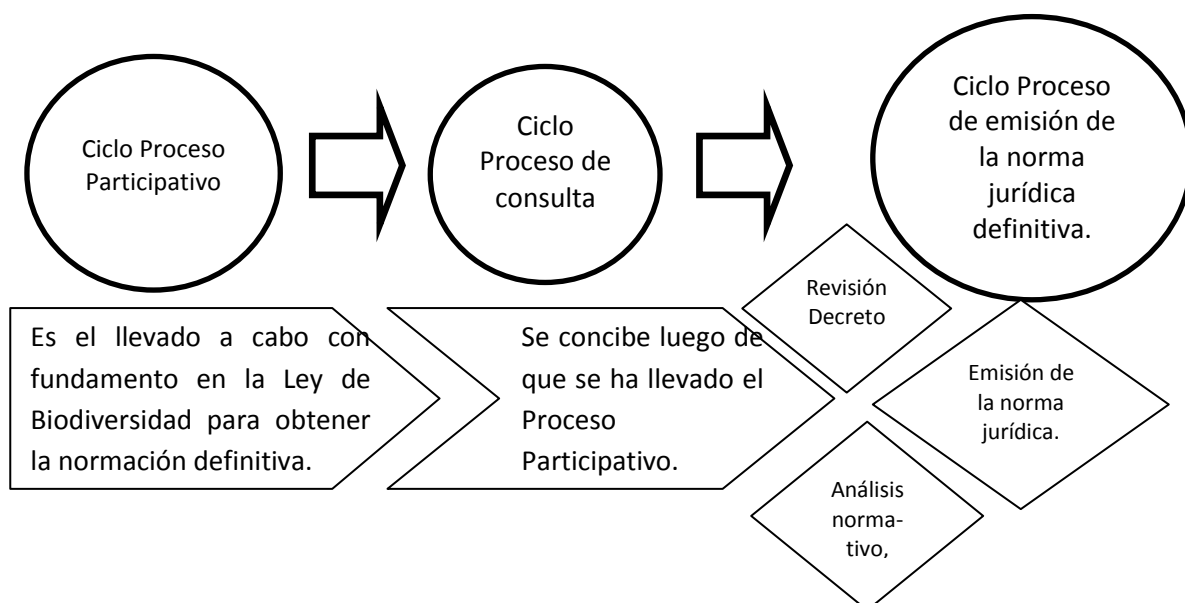 Ciclo Proceso
Participativo
Ciclo
Proceso de
consulta
Ciclo Proceso
de emisión de
la norma
jurídica
definitiva.
Es el llevado a cabo con
fundamento en la Ley de
Biodiversidad para obtener
la normación definitiva.
Se concibe luego de
que se ha llevado el
Proceso
Participativo.
Revisión
Decreto
Emisión de
la norma
jurídica.
Análisis
norma-
tivo,